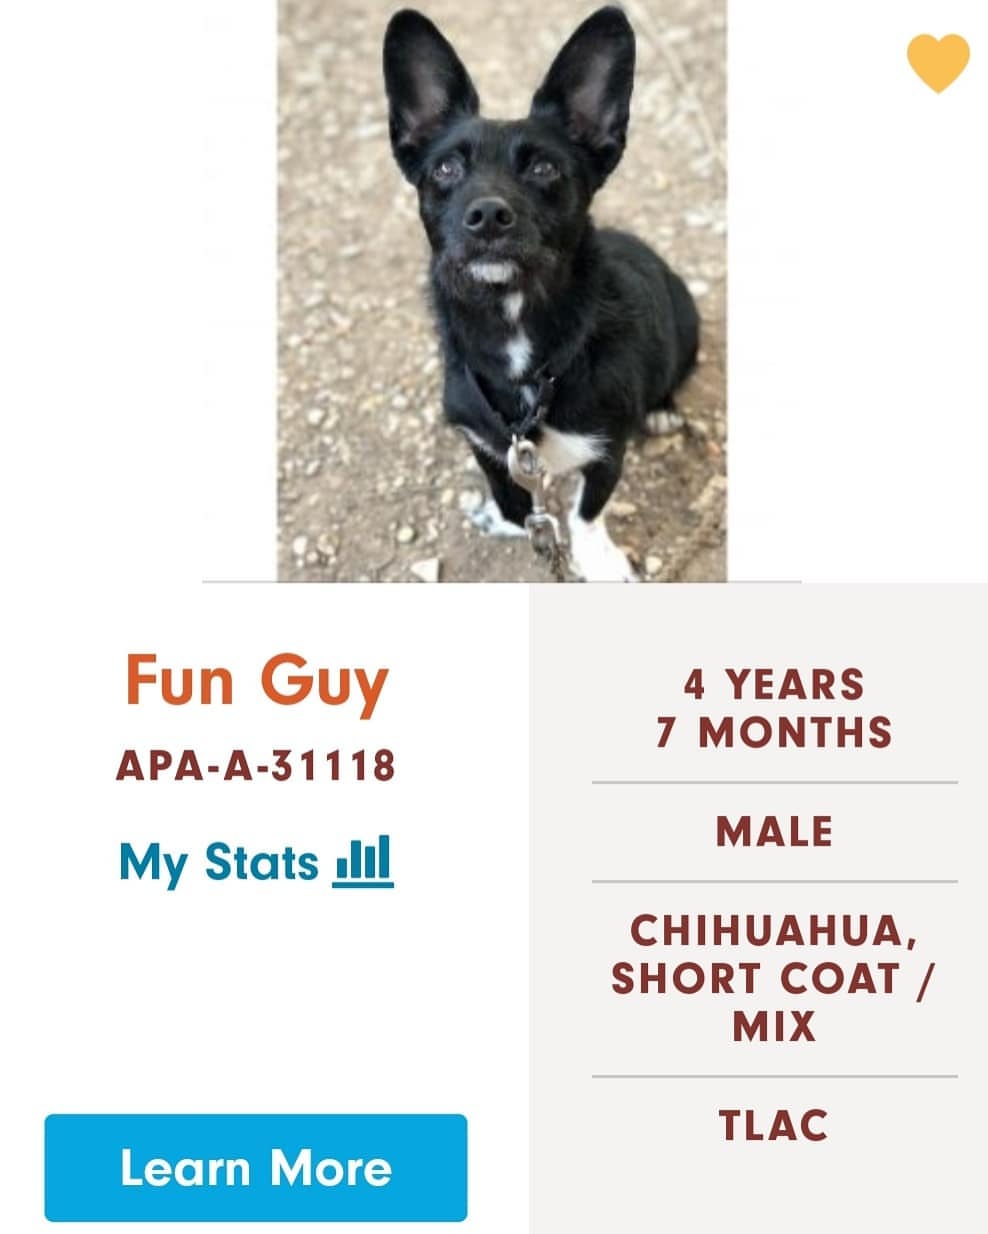 Fun Guy
APA-A-31118
My Stats
Learn More
4 YEARS
7 MONTHS
MALE
CHIHUAHUA,
SHORT COAT /
MIX
TLAC